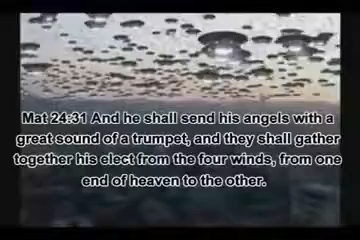 Mat 24:31 And he shall send his angels with a
great sound of a trumpet, and they shall gather
together his elect from the four winds, from one
end of heaven to the other.